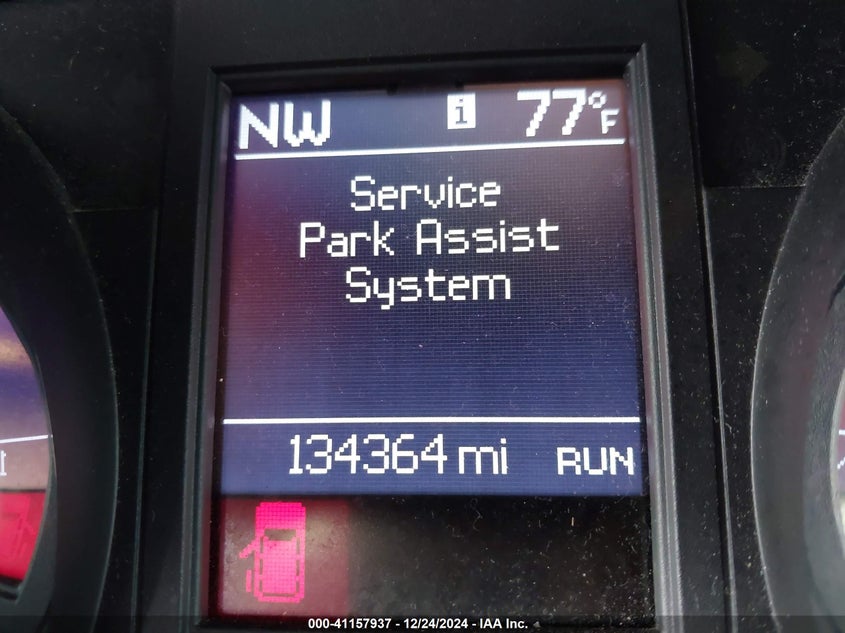 NW i 77°F
Service
Park Assist
System
134364 mi RUN
000-41157937 - 12/24/2024 - IAA Inc.